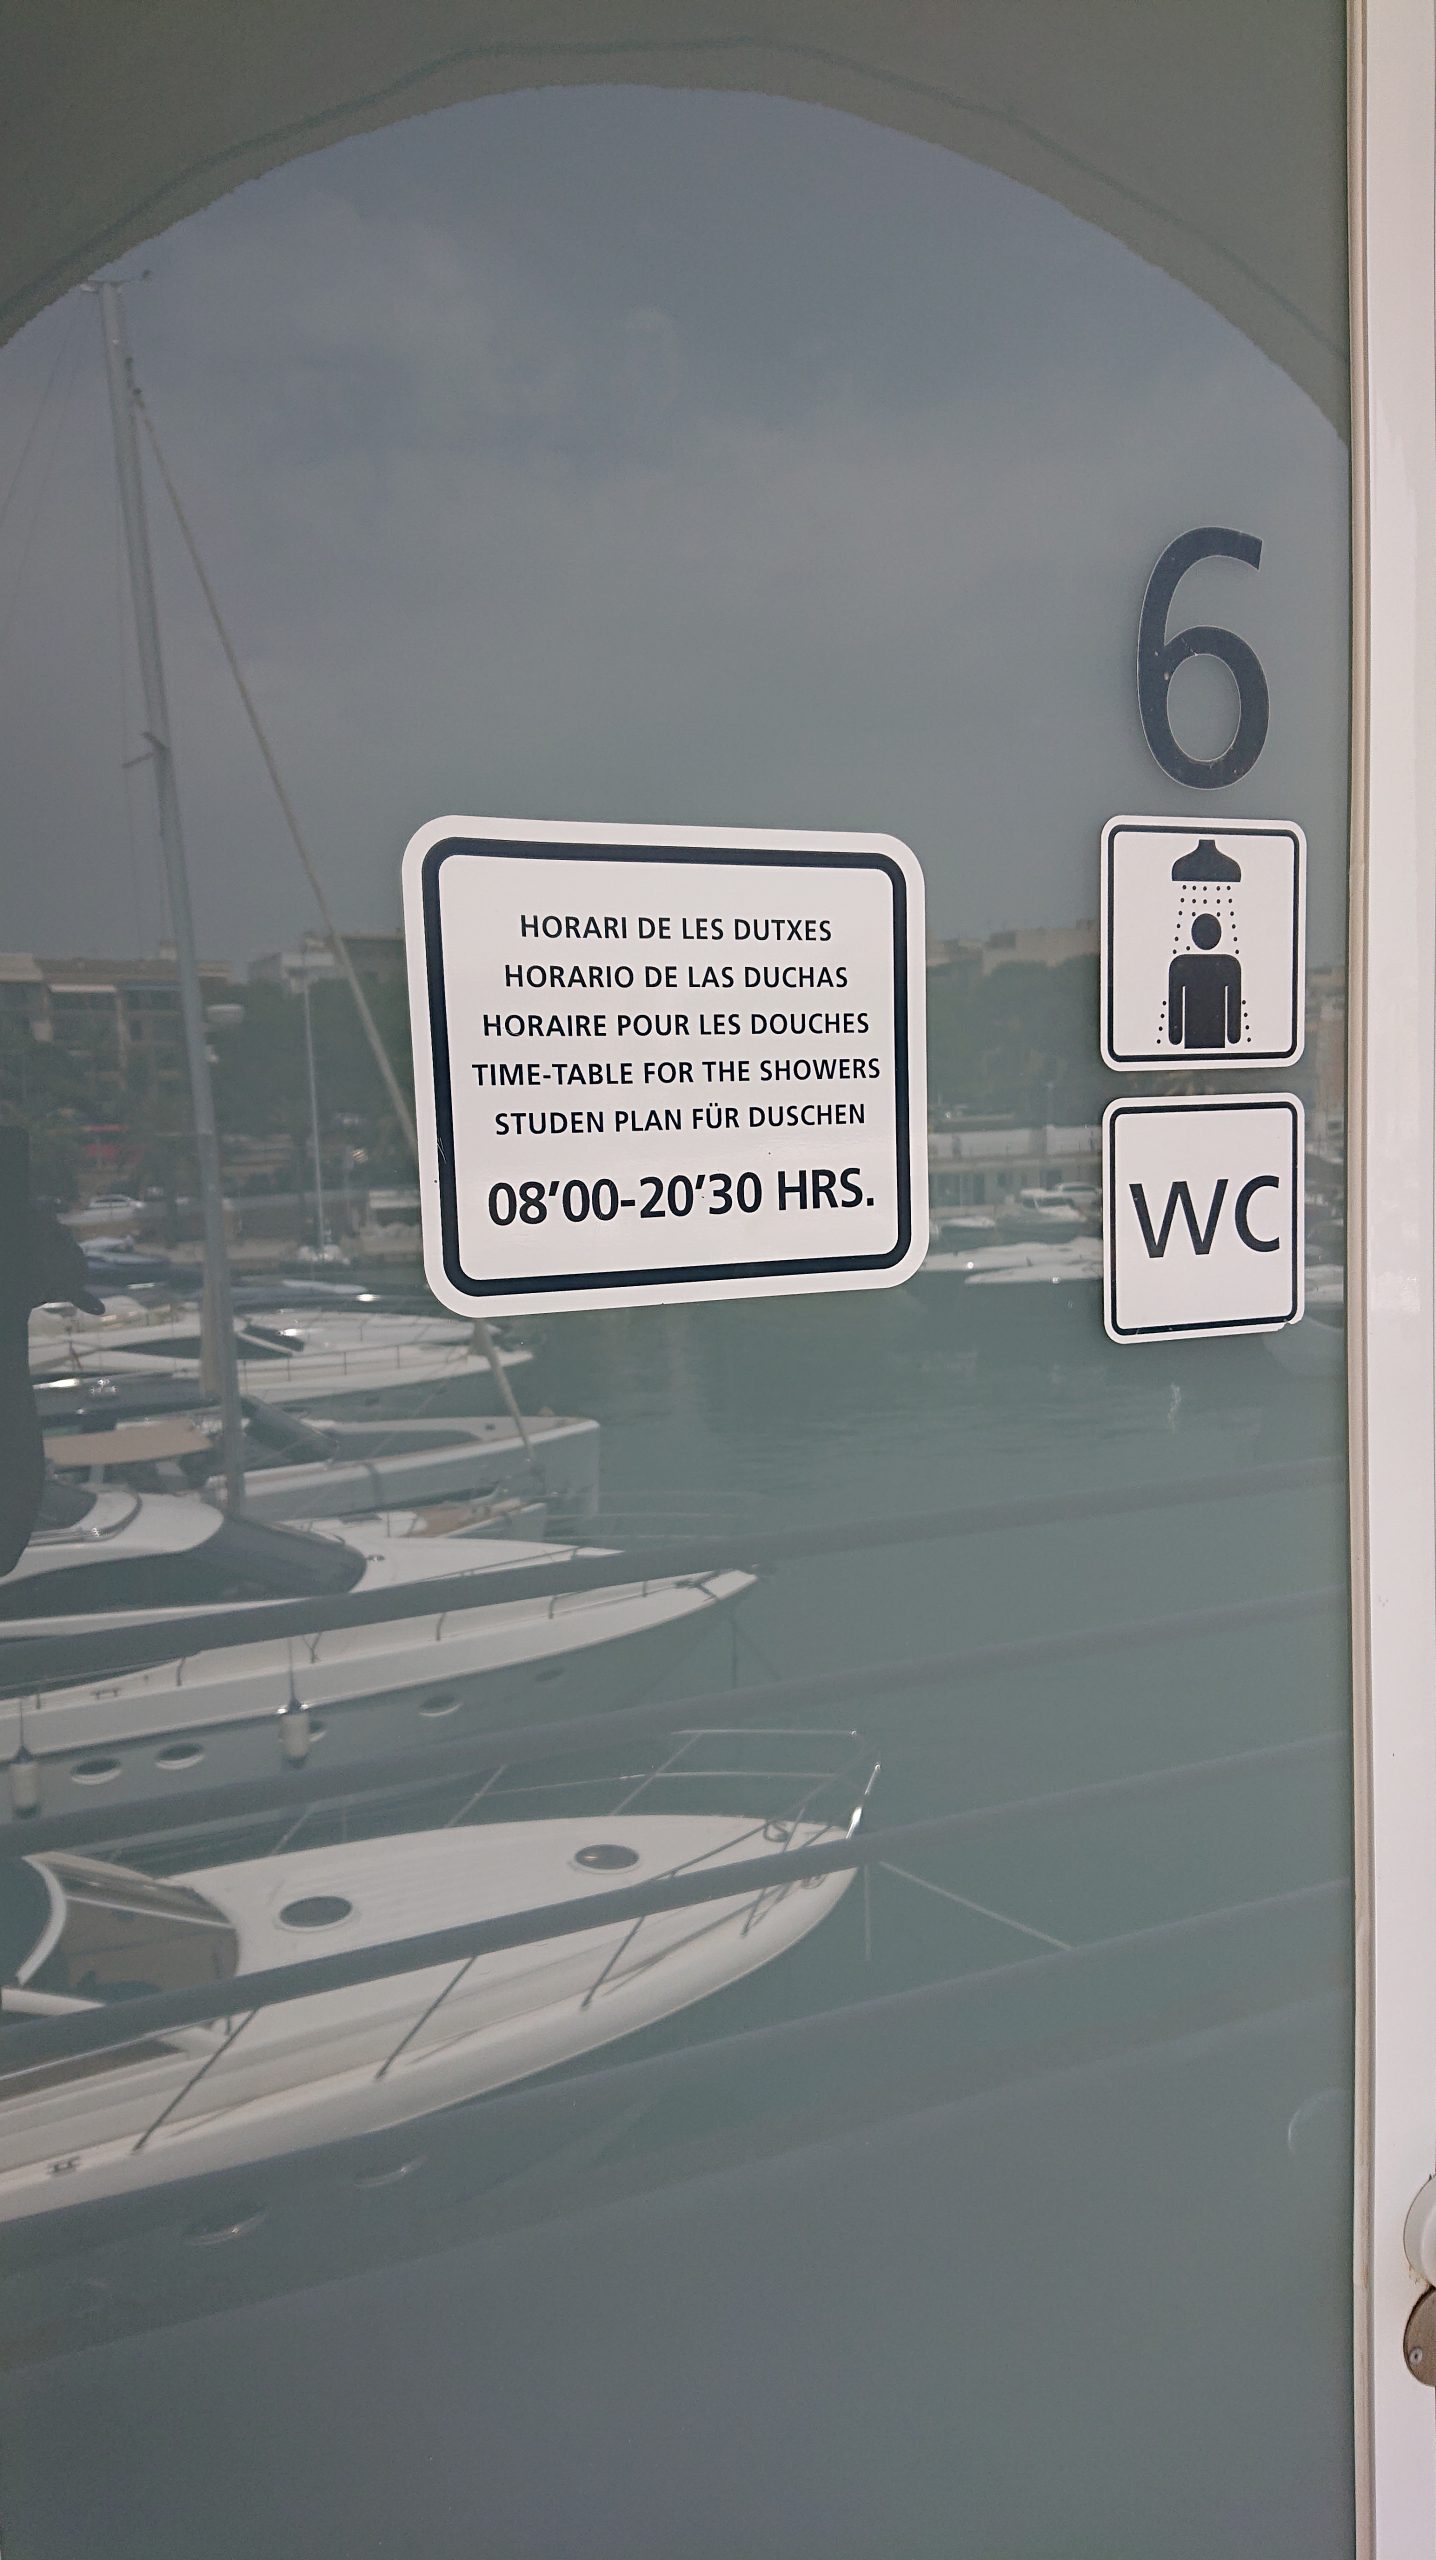 6
HORARI DE LES DUTXES
HORARIO DE LAS DUCHAS
HORAIRE POUR LES DOUCHES
TIME-TABLE FOR THE SHOWERS
STUDEN PLAN FÜR DUSCHEN
08'00-20'30 HRS.
WC